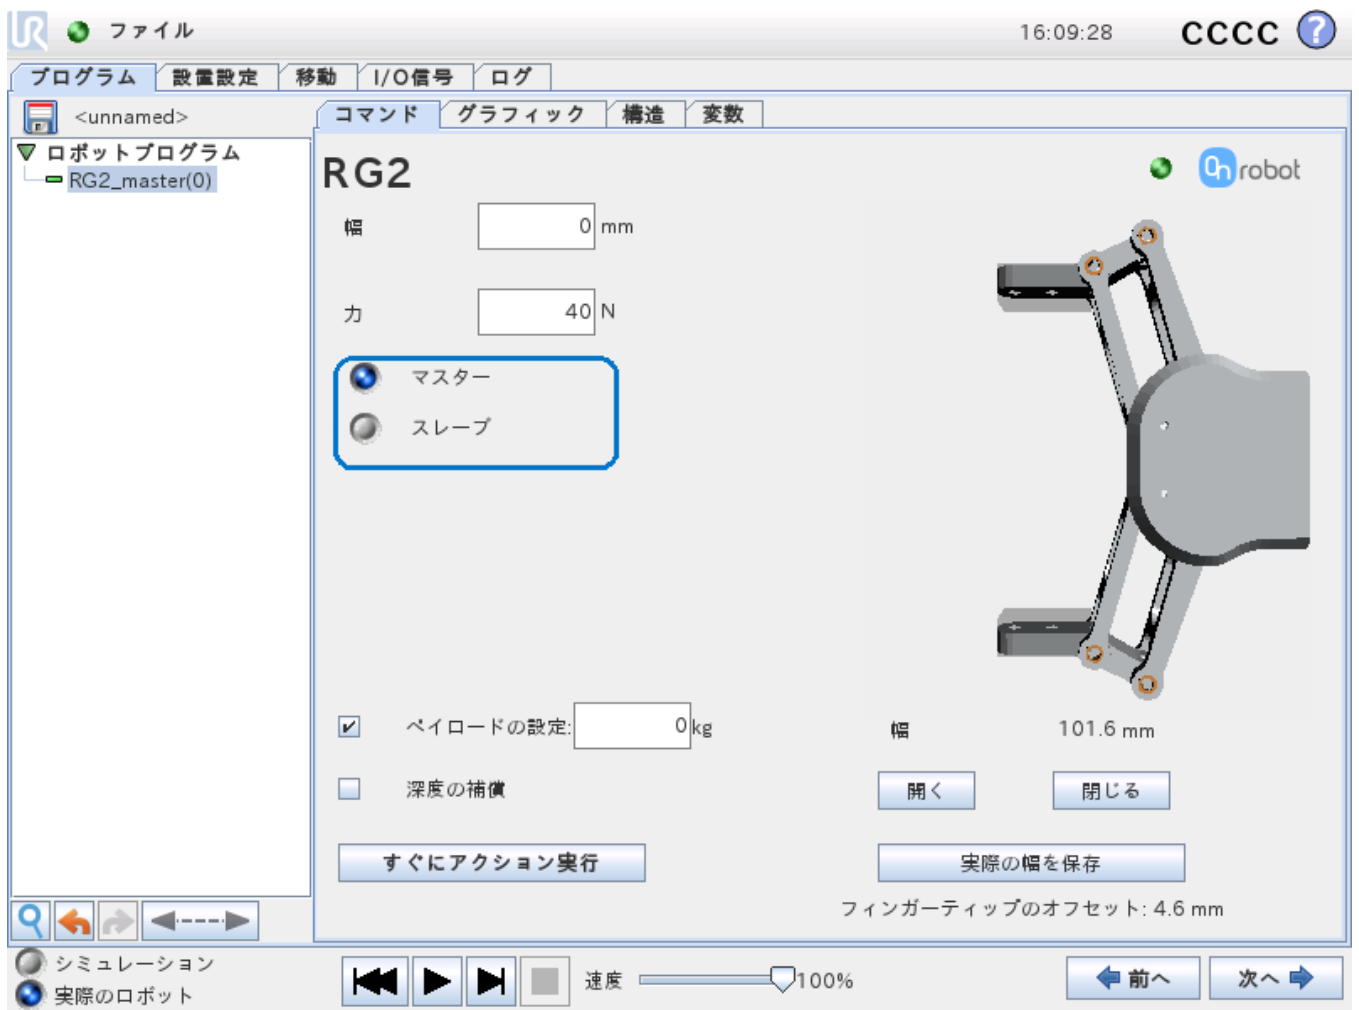 UR ファイル 16:09:28 CCCC ?
プログラム 設置設定 移動 I/O信号 ログ
<unnamed>
コマンド グラフィック 構造 変数
ロボットプログラム
RG2_master(0)
RG2
On robot
幅 0 mm
力 40 N
マスター
スレーブ
ペイロードの設定: 0 kg
幅 101.6 mm
深度の補償
開く 閉じる
すぐにアクション実行
実際の幅を保存
フィンガーティップのオフセット: 4.6 mm
シミュレーション
実際のロボット
速度 100%
前へ 次へ